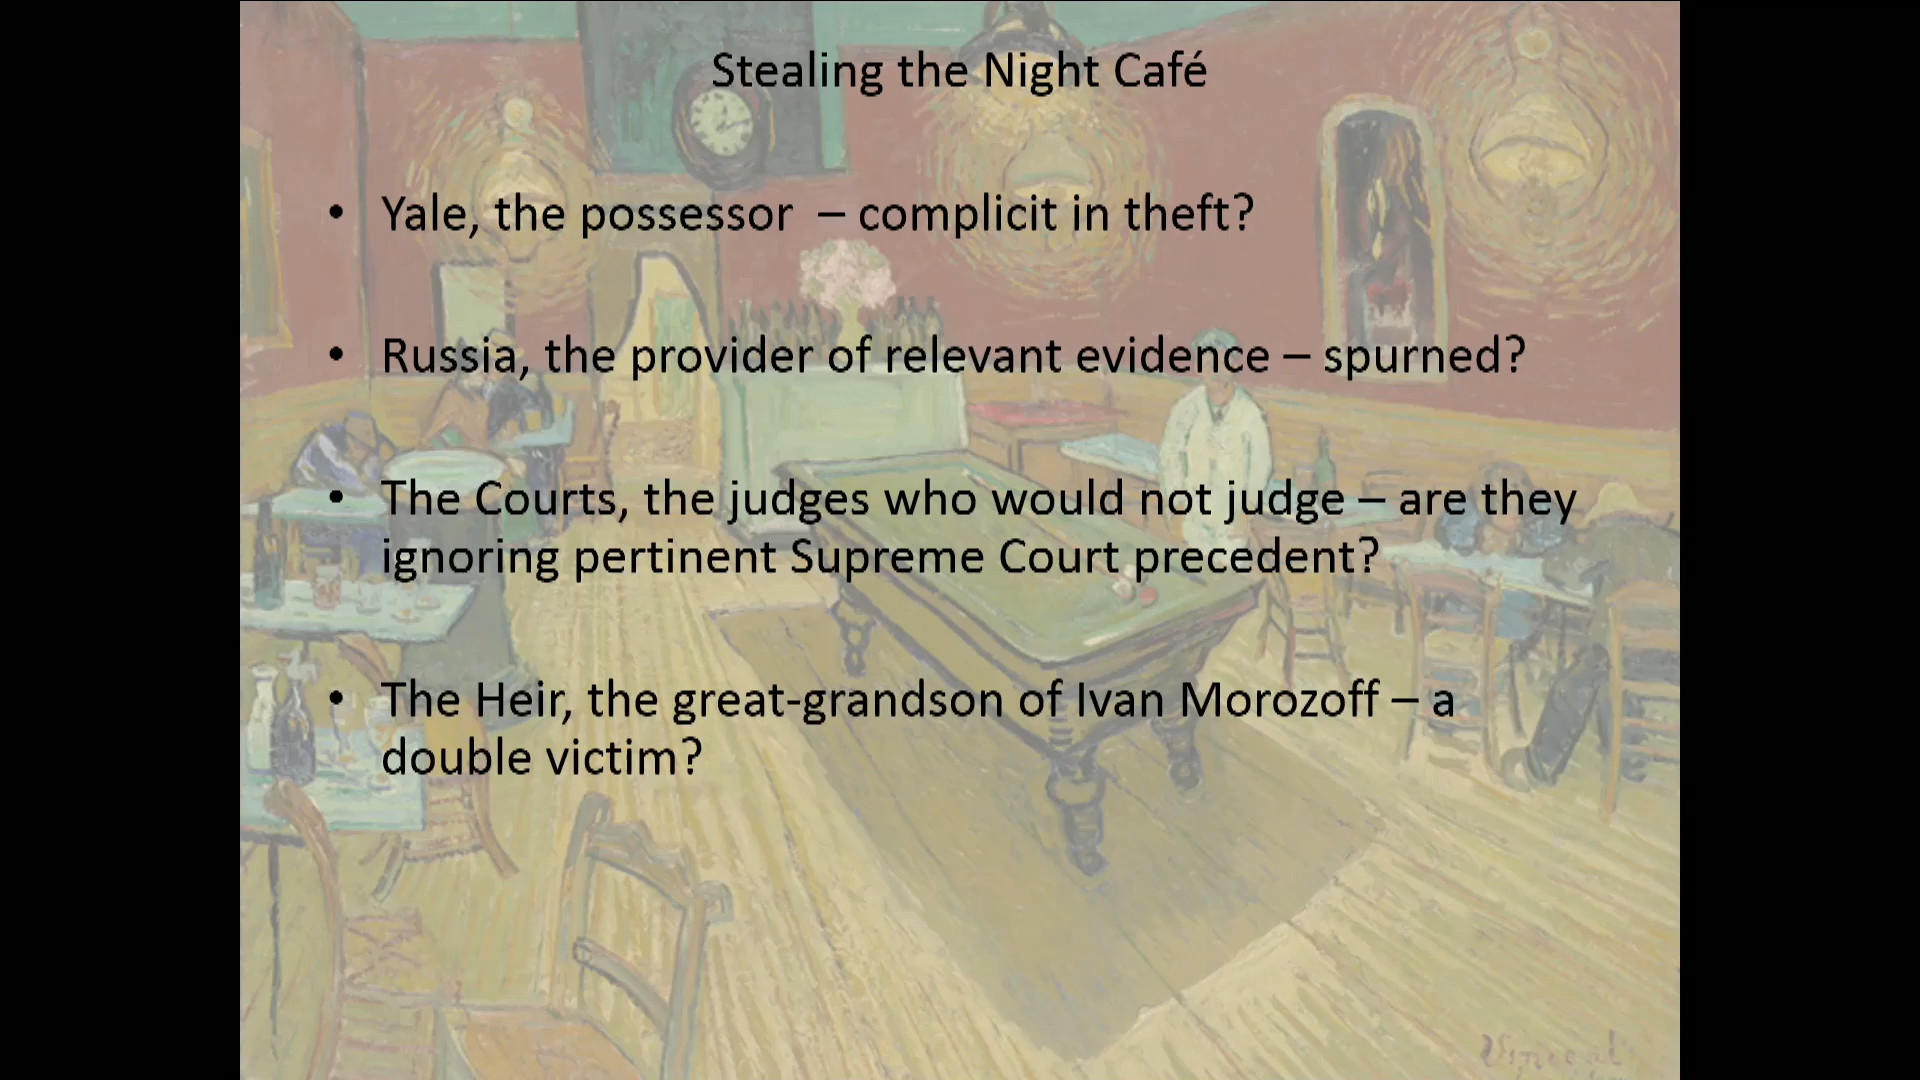 Stealing the Night Café
• Yale, the possessor – complicit in theft?
• Russia, the provider of relevant evidence – spurned?
• The Courts, the judges who would not judge – are they
ignoring pertinent Supreme Court precedent?
• The Heir, the great-grandson of Ivan Morozoff – a
double victim?
Vincent